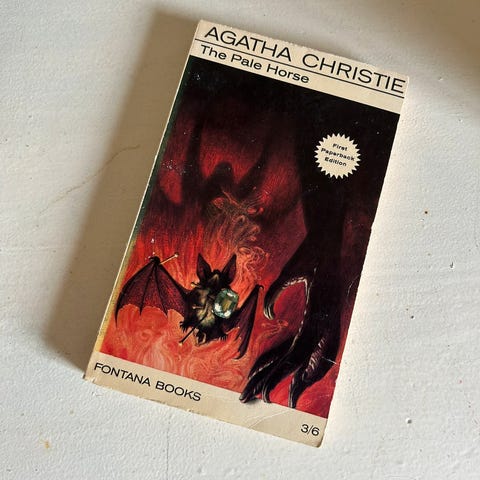 AGATHA CHRISTIE
The Pale Horse
First
Paperback
Edition
FONTANA BOOKS
3/6